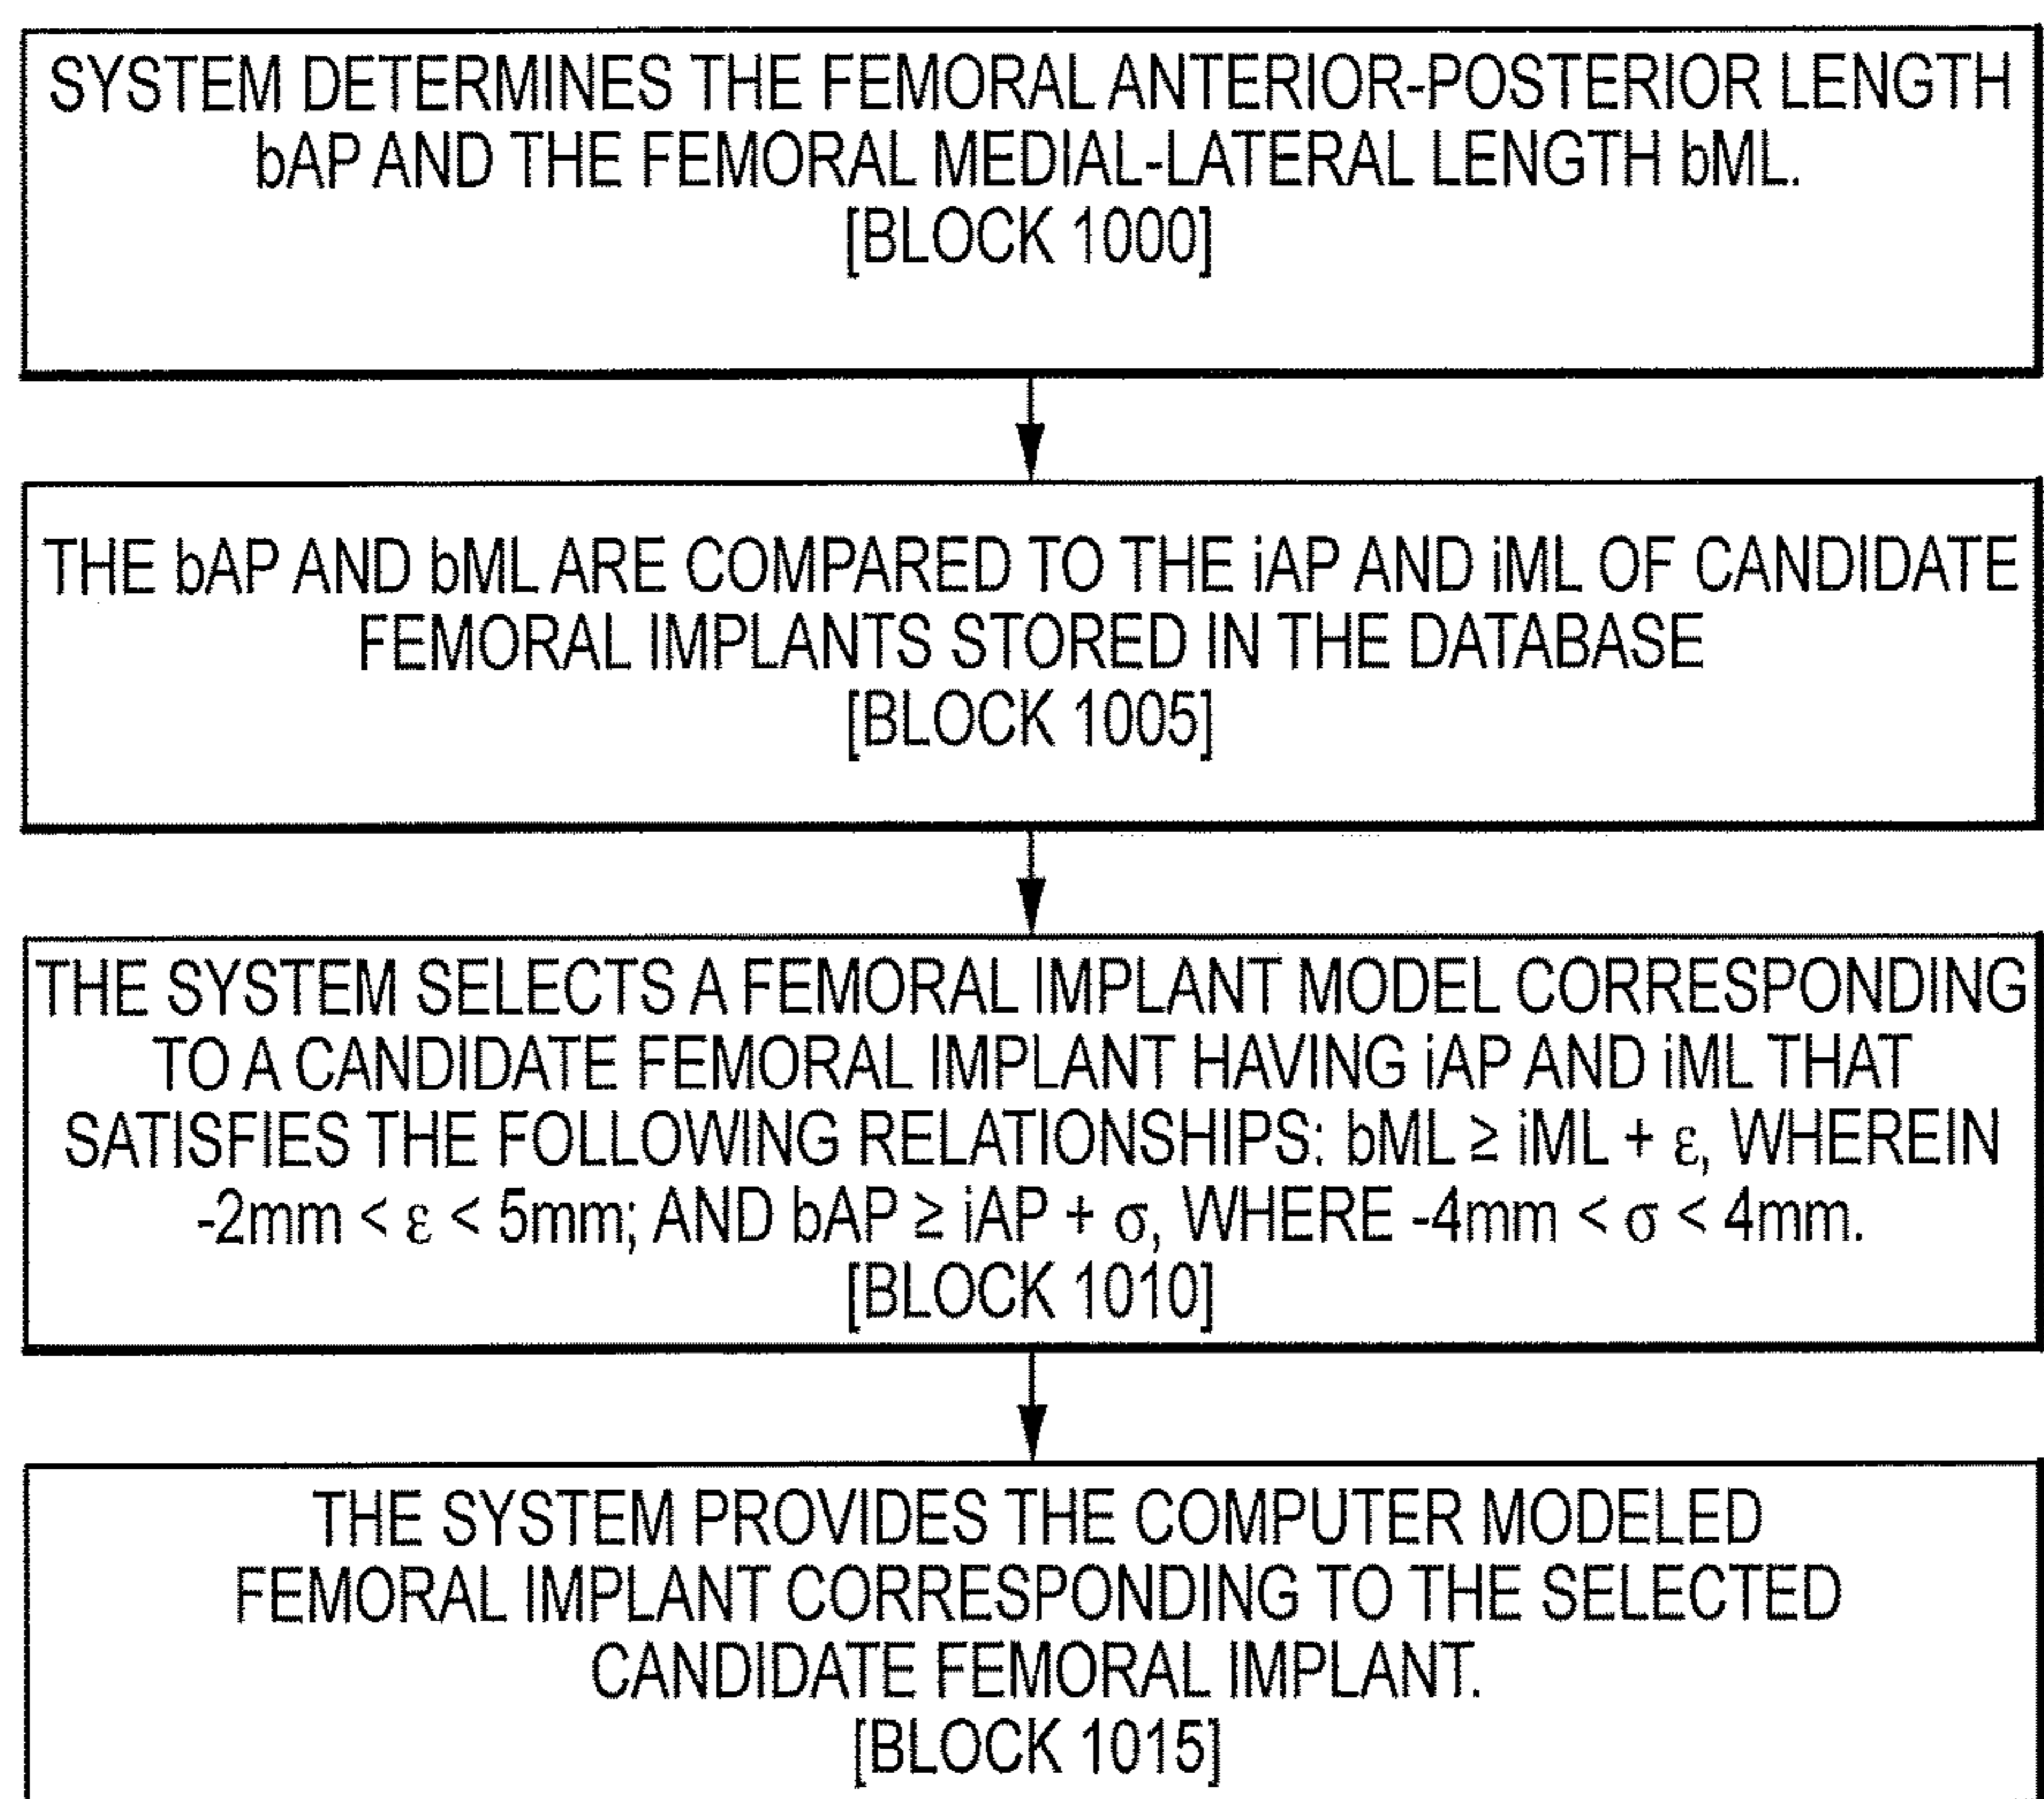 SYSTEM DETERMINES THE FEMORAL ANTERIOR-POSTERIOR LENGTH
bAP AND THE FEMORAL MEDIAL-LATERAL LENGTH bML.
[BLOCK 1000]
THE bAP AND bML ARE COMPARED TO THE iAP AND iML OF CANDIDATE
FEMORAL IMPLANTS STORED IN THE DATABASE
[BLOCK 1005]
THE SYSTEM SELECTS A FEMORAL IMPLANT MODEL CORRESPONDING
TO A CANDIDATE FEMORAL IMPLANT HAVING iAP AND iML THAT
SATISFIES THE FOLLOWING RELATIONSHIPS: bML ≥ iML + ε, WHEREIN
-2mm < ε < 5mm; AND bAP ≥ iAP + σ, WHERE -4mm < σ < 4mm.
[BLOCK 1010]
THE SYSTEM PROVIDES THE COMPUTER MODELED
FEMORAL IMPLANT CORRESPONDING TO THE SELECTED
CANDIDATE FEMORAL IMPLANT.
[BLOCK 1015]